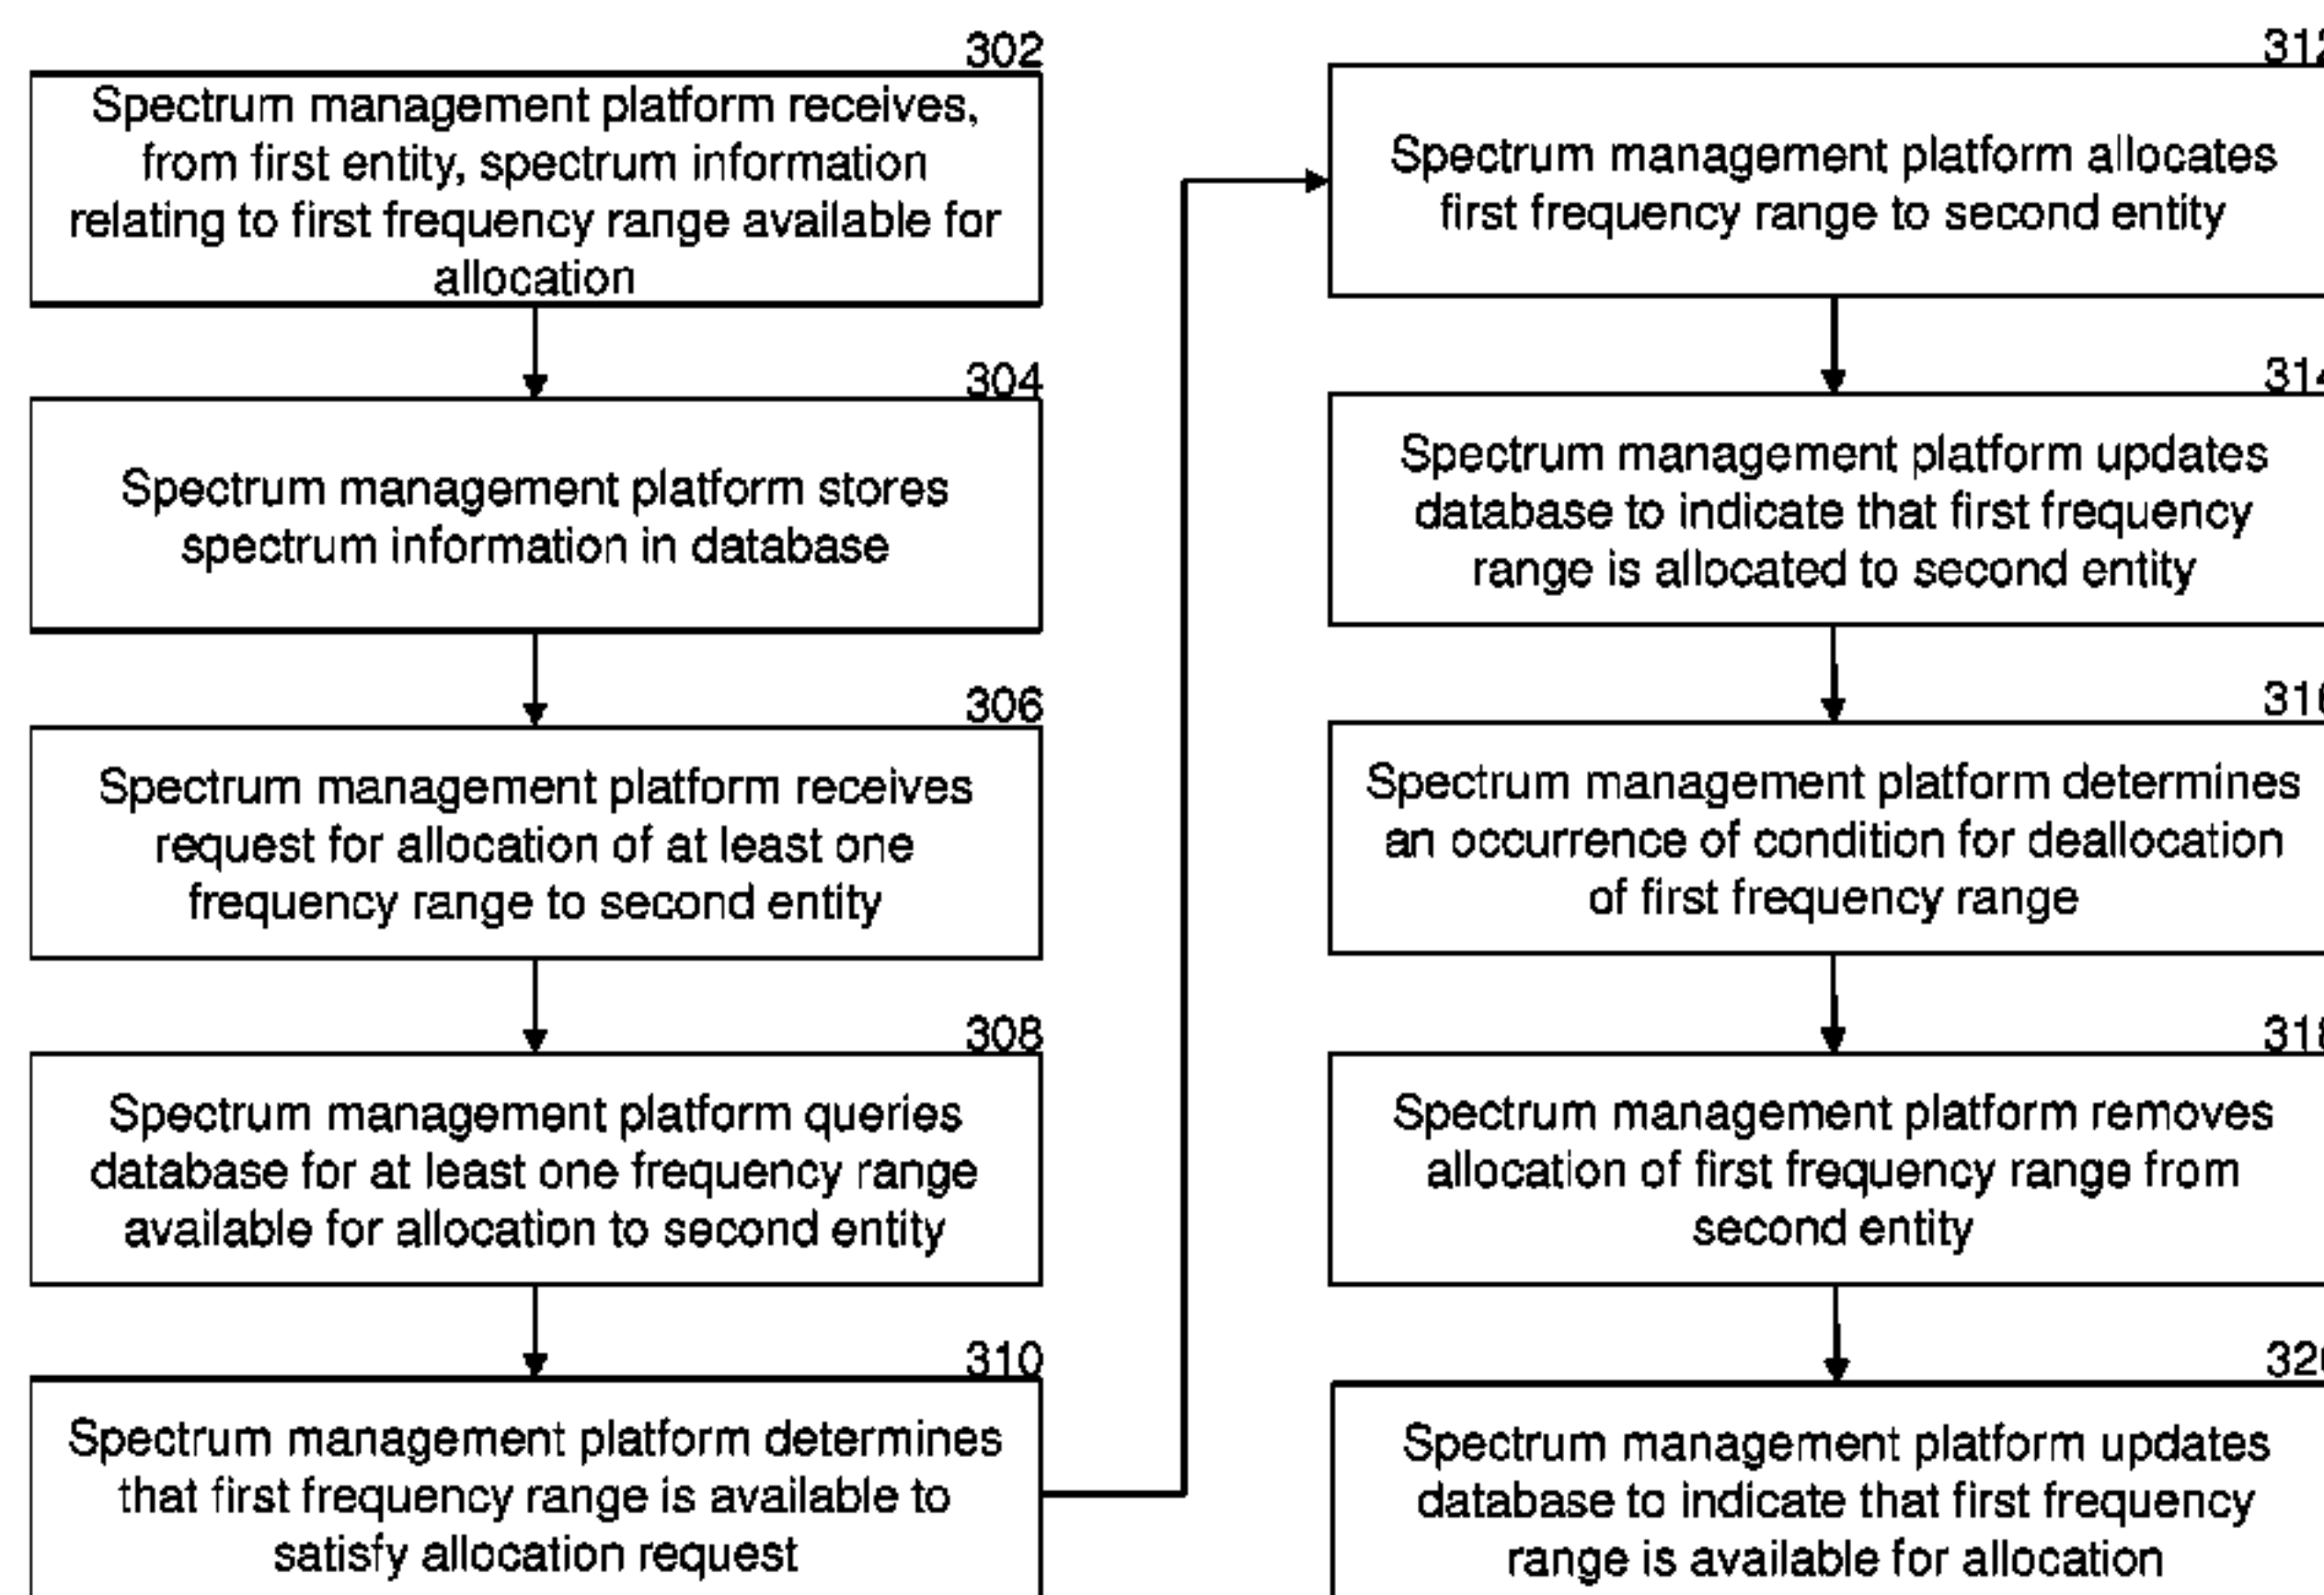 302
Spectrum management platform receives,
from first entity, spectrum information
relating to first frequency range available for
allocation
304
Spectrum management platform stores
spectrum information in database
306
Spectrum management platform receives
request for allocation of at least one
frequency range to second entity
308
Spectrum management platform queries
database for at least one frequency range
available for allocation to second entity
310
Spectrum management platform determines
that first frequency range is available to
satisfy allocation request
312
Spectrum management platform allocates
first frequency range to second entity
314
Spectrum management platform updates
database to indicate that first frequency
range is allocated to second entity
316
Spectrum management platform determines
an occurrence of condition for deallocation
of first frequency range
318
Spectrum management platform removes
allocation of first frequency range from
second entity
320
Spectrum management platform updates
database to indicate that first frequency
range is available for allocation